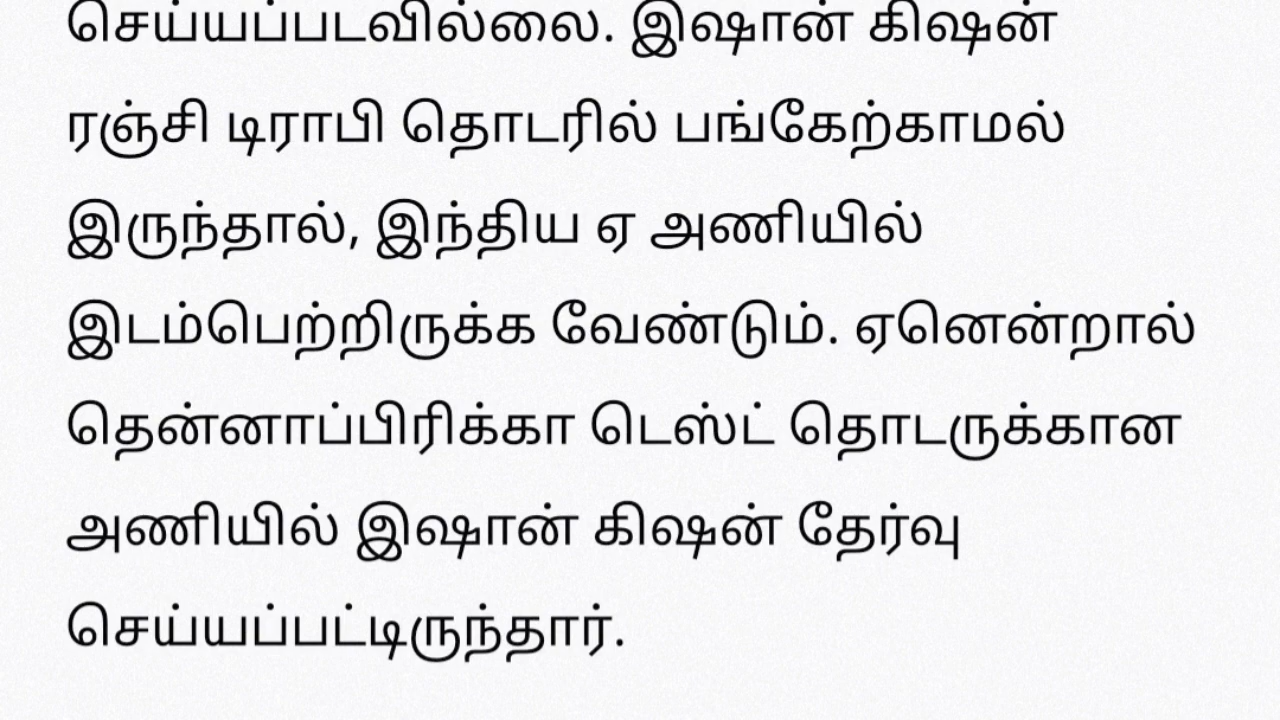 செய்யப்படவில்லை. இஷான் கிஷன்
ரஞ்சி டிராபி தொடரில் பங்கேற்காமல்
இருந்தால், இந்திய ஏ அணியில்
இடம்பெற்றிருக்க வேண்டும். ஏனென்றால்
தென்னாப்பிரிக்கா டெஸ்ட் தொடருக்கான
அணியில் இஷான் கிஷன் தேர்வு
செய்யப்பட்டிருந்தார்.